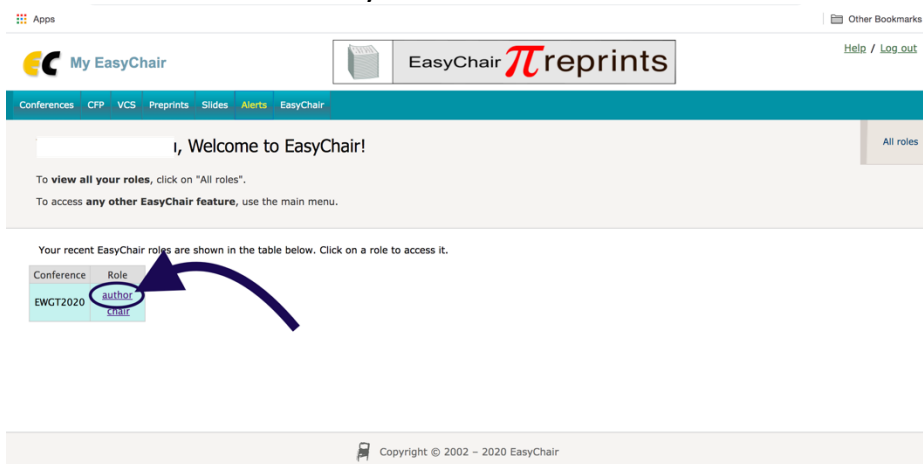 Apps
Other Bookmarks
EC My EasyChair
EasyChair πreprints
Help / Log out
Conferences CFP VCS Preprints Slides Alerts EasyChair
, Welcome to EasyChair!
All roles
To view all your roles, click on "All roles".
To access any other EasyChair feature, use the main menu.
Your recent EasyChair roles are shown in the table below. Click on a role to access it.
Conference Role
EWGT2020 author
chair
Copyright © 2002 – 2020 EasyChair